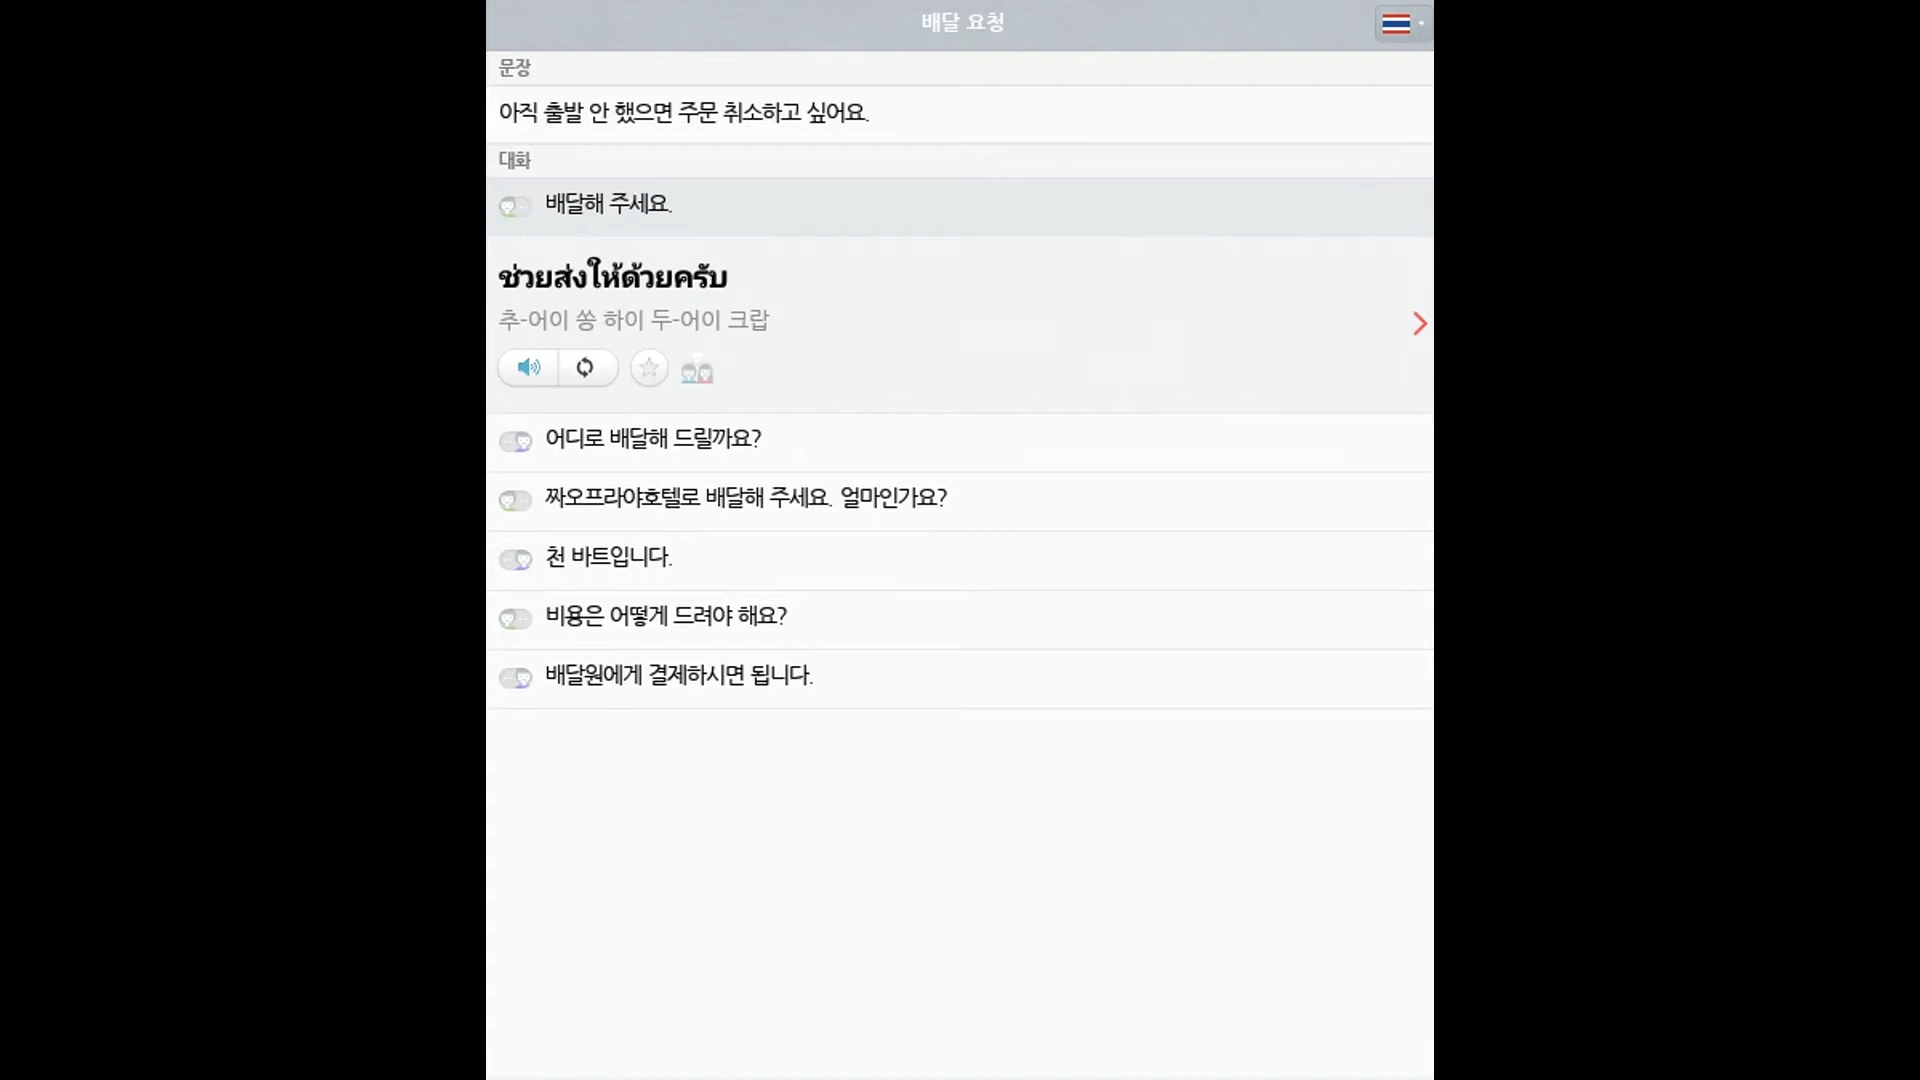 배달 요청
문장
아직 출발 안 했으면 주문 취소하고 싶어요.
대화
배달해 주세요.
ช่วยส่งให้ด้วยครับ
추-어이 쏭 하이 두-어이 크랍
어디로 배달해 드릴까요?
짜오프라야호텔로 배달해 주세요. 얼마인가요?
천 바트입니다.
비용은 어떻게 드려야 해요?
배달원에게 결제하시면 됩니다.